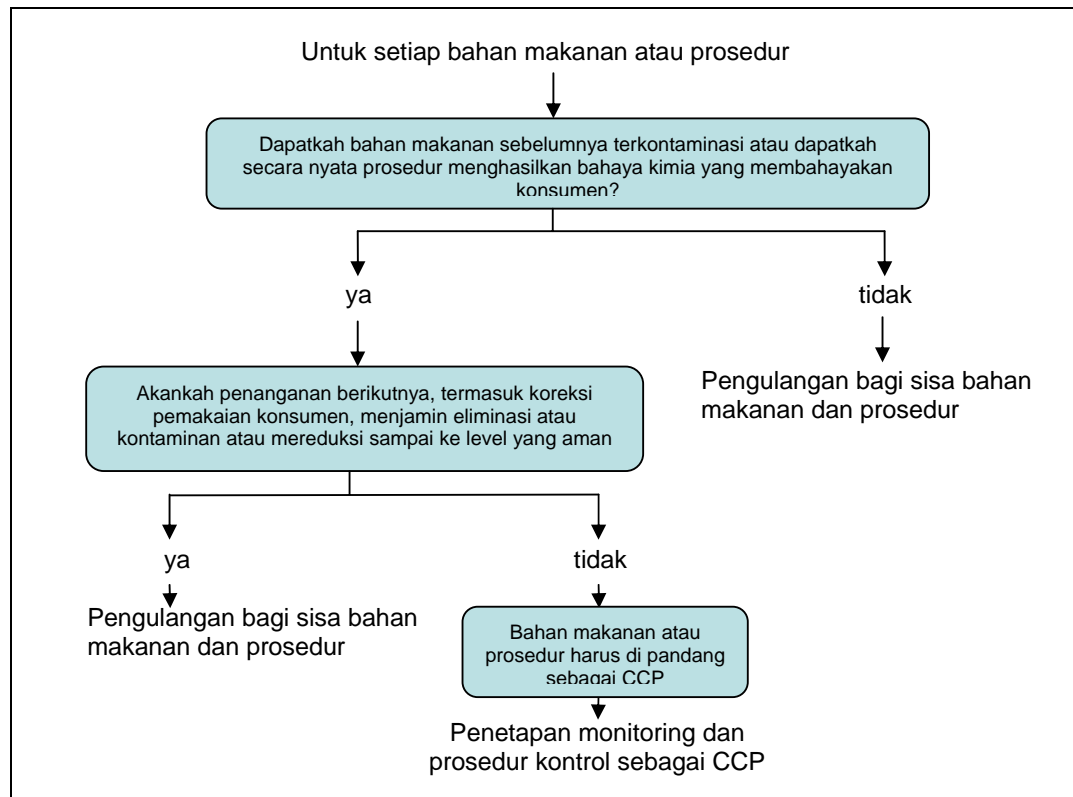 Untuk setiap bahan makanan atau prosedur
Dapatkah bahan makanan sebelumnya terkontaminasi atau dapatkah
secara nyata prosedur menghasilkan bahaya kimia yang membahayakan
konsumen?
ya
tidak
Akankah penanganan berikutnya, termasuk koreksi
pemakaian konsumen, menjamin eliminasi atau
kontaminan atau mereduksi sampai ke level yang aman
Pengulangan bagi sisa bahan
makanan dan prosedur
ya
tidak
Pengulangan bagi sisa bahan
makanan dan prosedur
Bahan makanan atau
prosedur harus di pandang
sebagai CCP
Penetapan monitoring dan
prosedur kontrol sebagai CCP